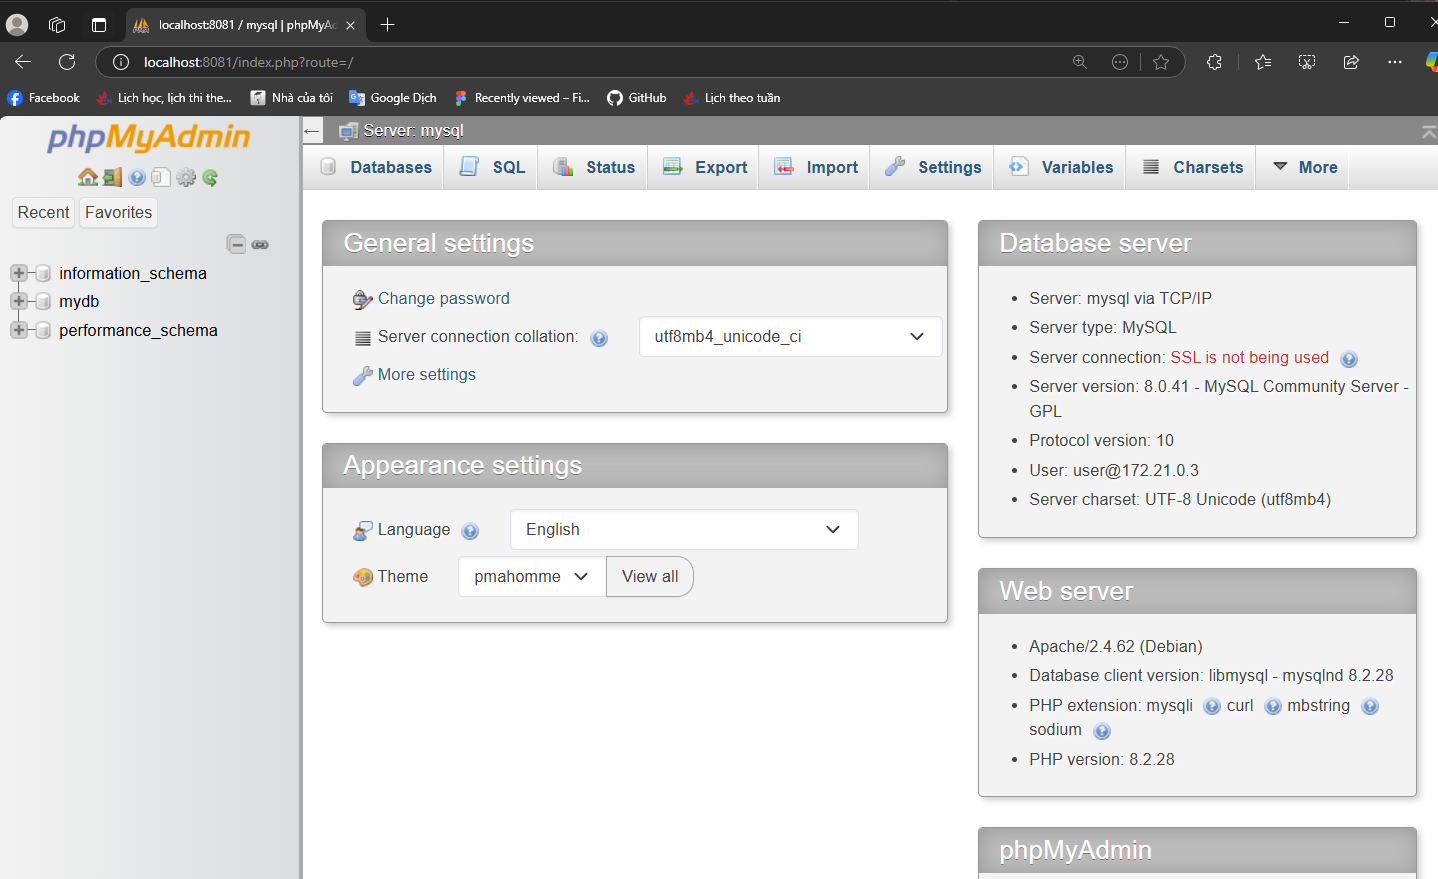 localhost:8081 / mysql | phpMyAd
localhost:8081/index.php?route=/
Facebook
Lịch học, lịch thi the...
Nhà của tôi
Google Dịch
Recently viewed – Fi...
GitHub
Lịch theo tuần
phpMyAdmin
Recent Favorites
information_schema
mydb
performance_schema
Server: mysql
Databases SQL Status Export Import Settings Variables Charsets More
General settings
Change password
Server connection collation: utf8mb4_unicode_ci
More settings
Appearance settings
Language English
Theme pmahomme View all
Database server
• Server: mysql via TCP/IP
• Server type: MySQL
• Server connection: SSL is not being used
• Server version: 8.0.41 - MySQL Community Server -
GPL
• Protocol version: 10
• User: user@172.21.0.3
• Server charset: UTF-8 Unicode (utf8mb4)
Web server
• Apache/2.4.62 (Debian)
• Database client version: libmysql - mysqlnd 8.2.28
• PHP extension: mysqli curl mbstring
sodium
• PHP version: 8.2.28
phpMyAdmin